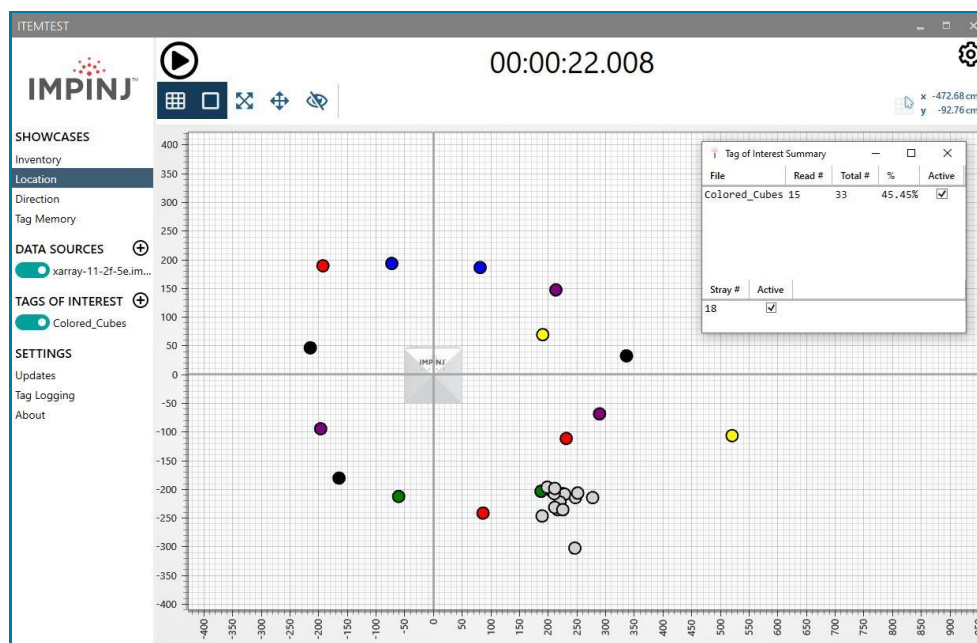 ITEMTEST
IMPINJ
00:00:22.008
x -472.68 cm
y -92.76 cm
SHOWCASES
Inventory
Location
Direction
Tag Memory
DATA SOURCES
xarray-11-2f-5e.im...
TAGS OF INTEREST
Colored_Cubes
SETTINGS
Updates
Tag Logging
About
400
350
300
250
200
150
100
50
0
-50
-100
-150
-200
-250
-300
-350
-400
IMPINJ
Tag of Interest Summary
File Read # Total # % Active
Colored_Cubes 15 33 45.45%
Stray # Active
18
-400 -350 -300 -250 -200 -150 -100 -50 0 50 100 150 200 250 300 350 400 450 500 550 600 650 700 750 800 850 900